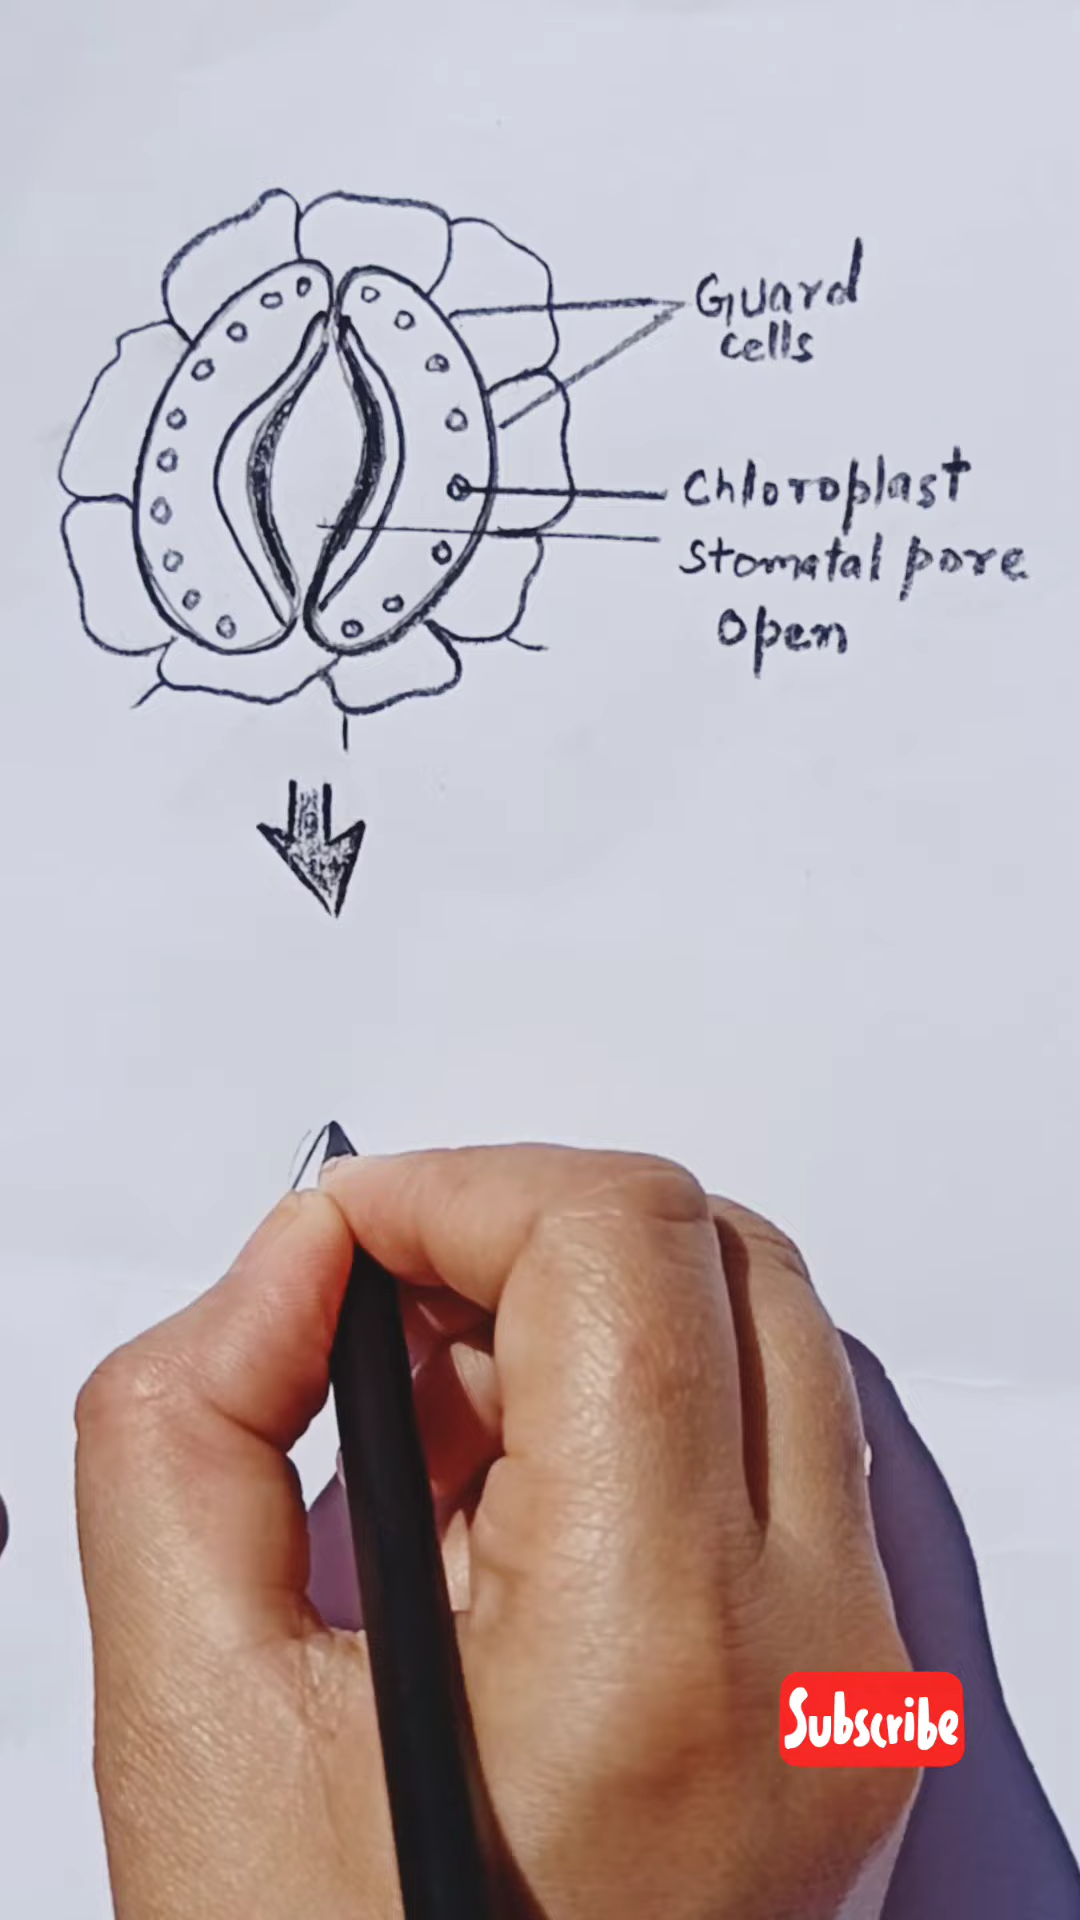 Guard
cells
Chloroplast
Stomatal pore
open
Subscribe